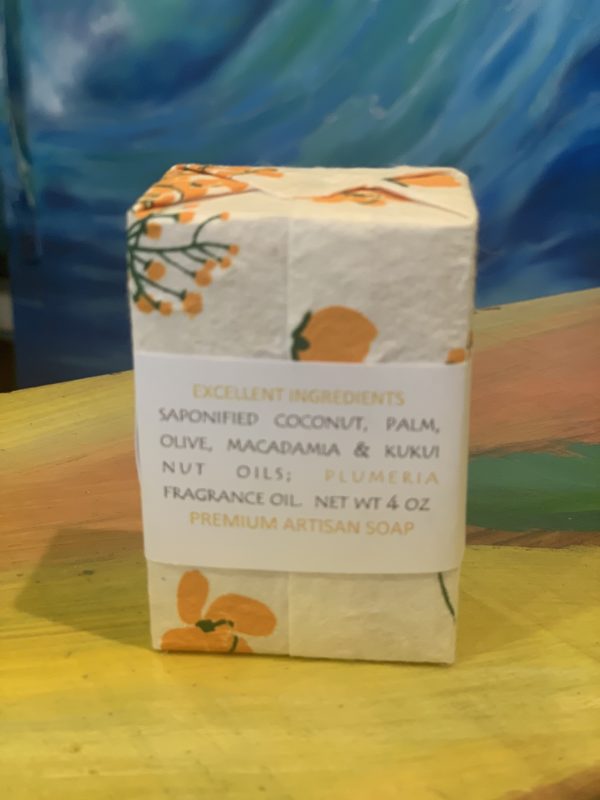 EXCELLENT INGREDIENTS
SAPONIFIED COCONUT, PALM,
OLIVE, MACADAMIA & KUKUI
NUT OILS; PLUMERIA
FRAGRANCE OIL. NET WT 4 OZ
PREMIUM ARTISAN SOAP